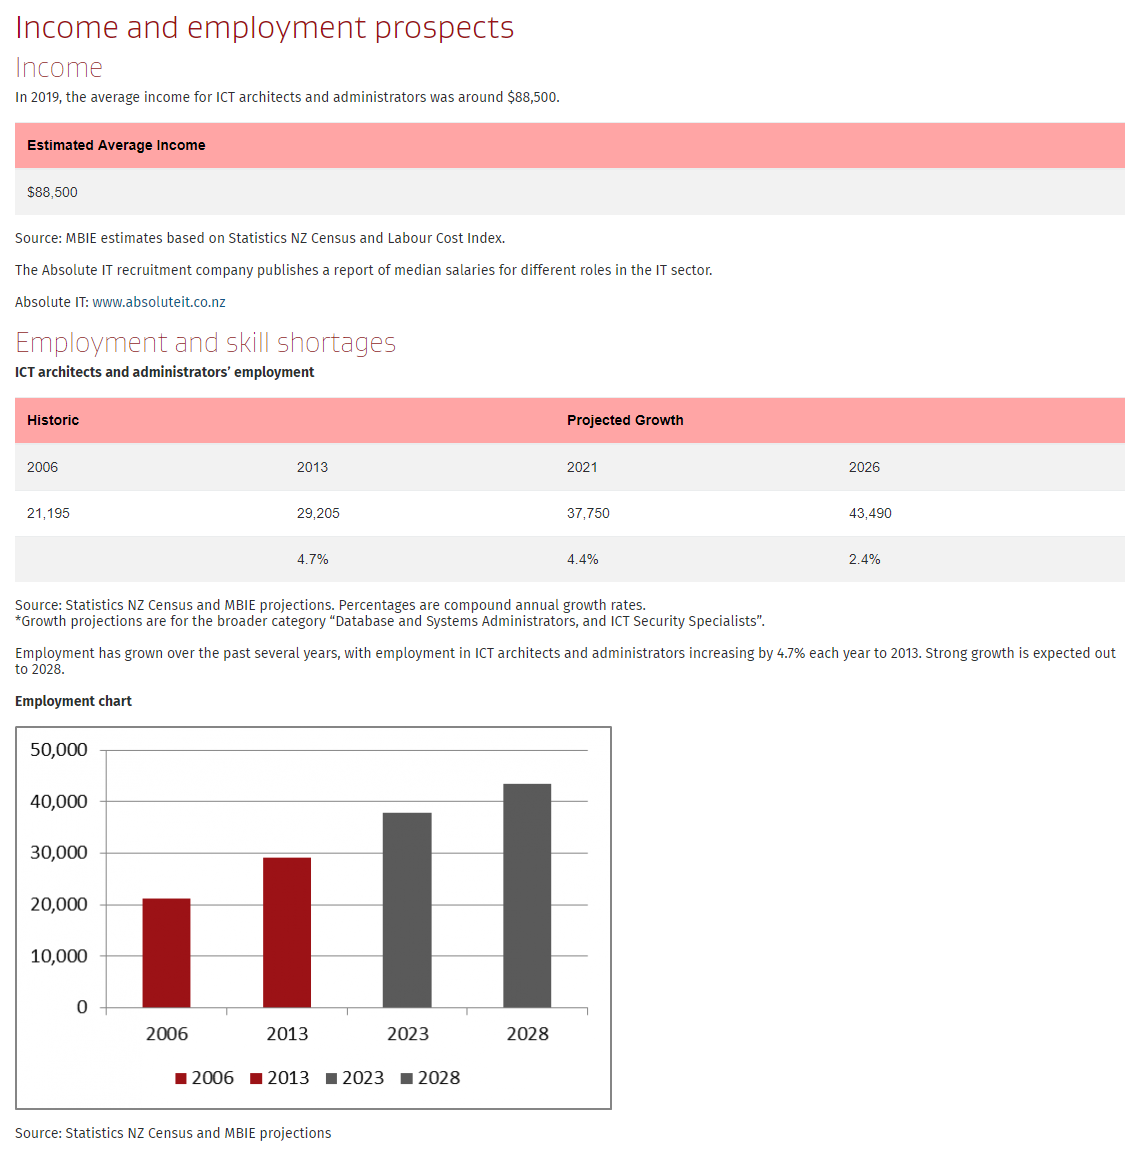 Income and employment prospects
Income
In 2019, the average income for ICT architects and administrators was around $88,500.
Estimated Average Income
$88,500
Source: MBIE estimates based on Statistics NZ Census and Labour Cost Index.
The Absolute IT recruitment company publishes a report of median salaries for different roles in the IT sector.
Absolute IT: www.absoluteit.co.nz
Employment and skill shortages
ICT architects and administrators’ employment
Historic Projected Growth
2006 2013 2021 2026
21,195 29,205 37,750 43,490
4.7% 4.4% 2.4%
Source: Statistics NZ Census and MBIE projections. Percentages are compound annual growth rates.
*Growth projections are for the broader category “Database and Systems Administrators, and ICT Security Specialists”.
Employment has grown over the past several years, with employment in ICT architects and administrators increasing by 4.7% each year to 2013. Strong growth is expected out
to 2028.
Employment chart
50,000
40,000
30,000
20,000
10,000
0
2006 2013 2023 2028
2006 2013 2023 2028
Source: Statistics NZ Census and MBIE projections